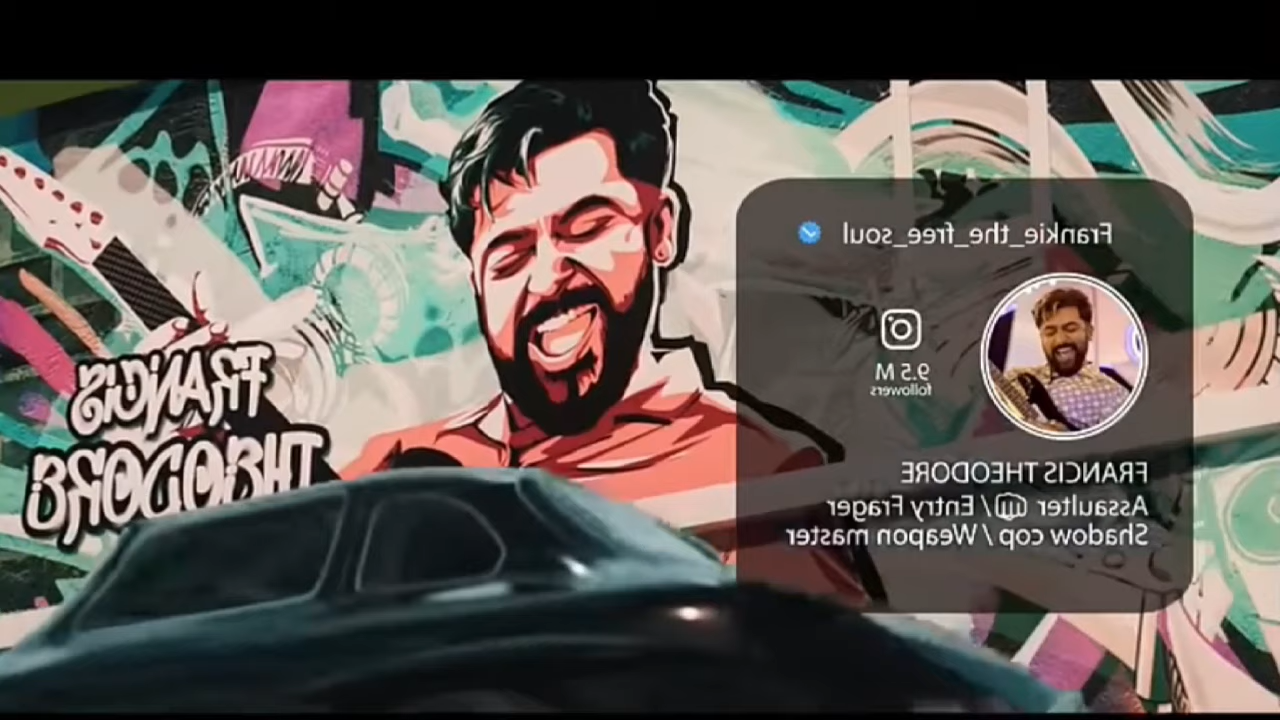 Frankie_the_free_soul
9.5 M
followers
FRANCIS THEODORE
Assaulter / Entry Frager
Shadow cop / Weapon master
FRANCIS
THEODORE